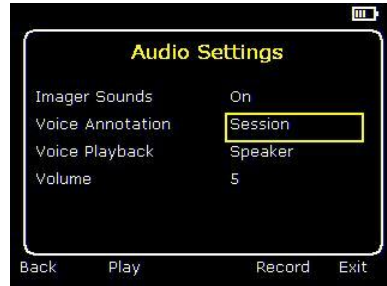 Audio Settings
Imager Sounds On
Voice Annotation Session
Voice Playback Speaker
Volume 5
Back Play Record Exit